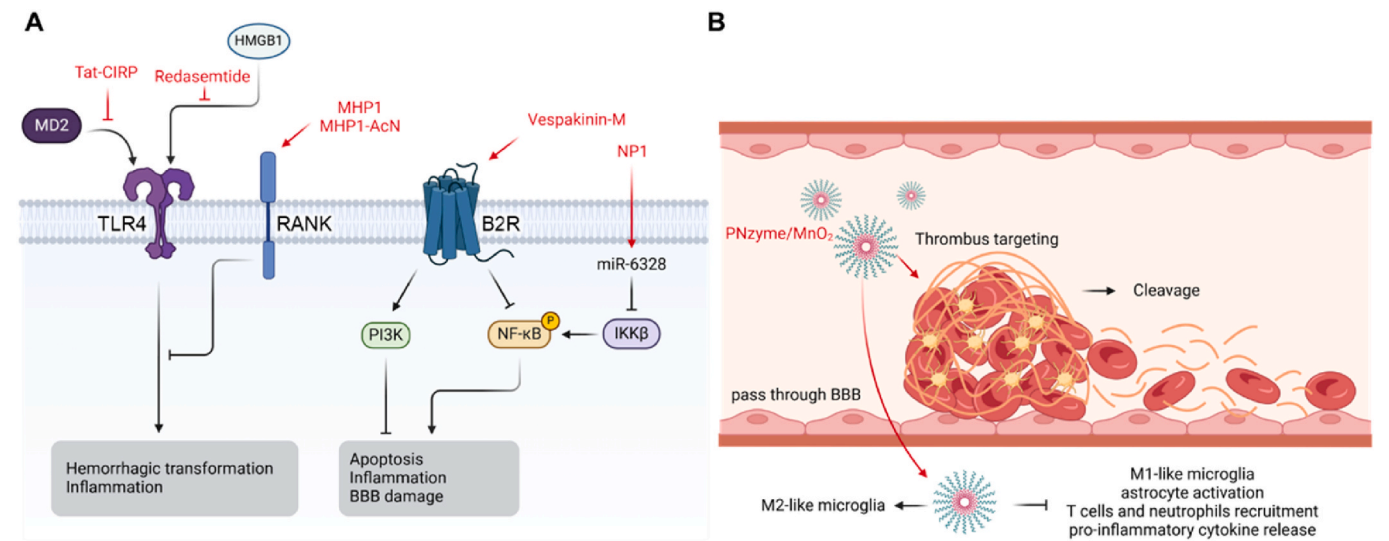 A
HMGB1
Tat-CIRP
Redasemtide
MD2
MHP1
MHP1-AcN
Vespakinin-M
NP1
TLR4
RANK
B2R
miR-6328
PI3K
NF-κB
P
IKKβ
Hemorrhagic transformation
Inflammation
Apoptosis
Inflammation
BBB damage
B
PNzyme/MnO₂
Thrombus targeting
Cleavage
pass through BBB
M2-like microglia
M1-like microglia
astrocyte activation
T cells and neutrophils recruitment
pro-inflammatory cytokine release